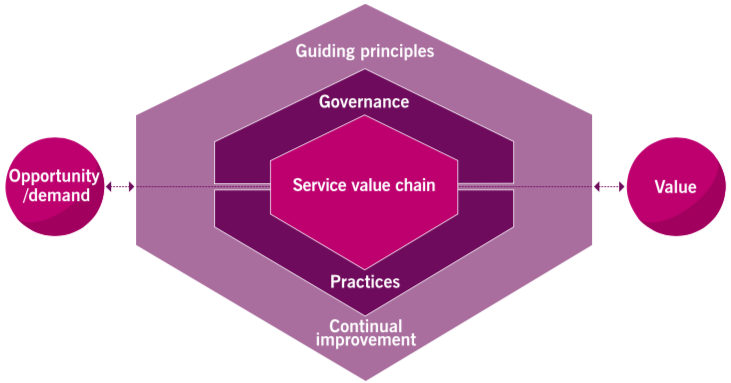 Guiding principles
Governance
Opportunity
/demand
Service value chain
Value
Practices
Continual
improvement